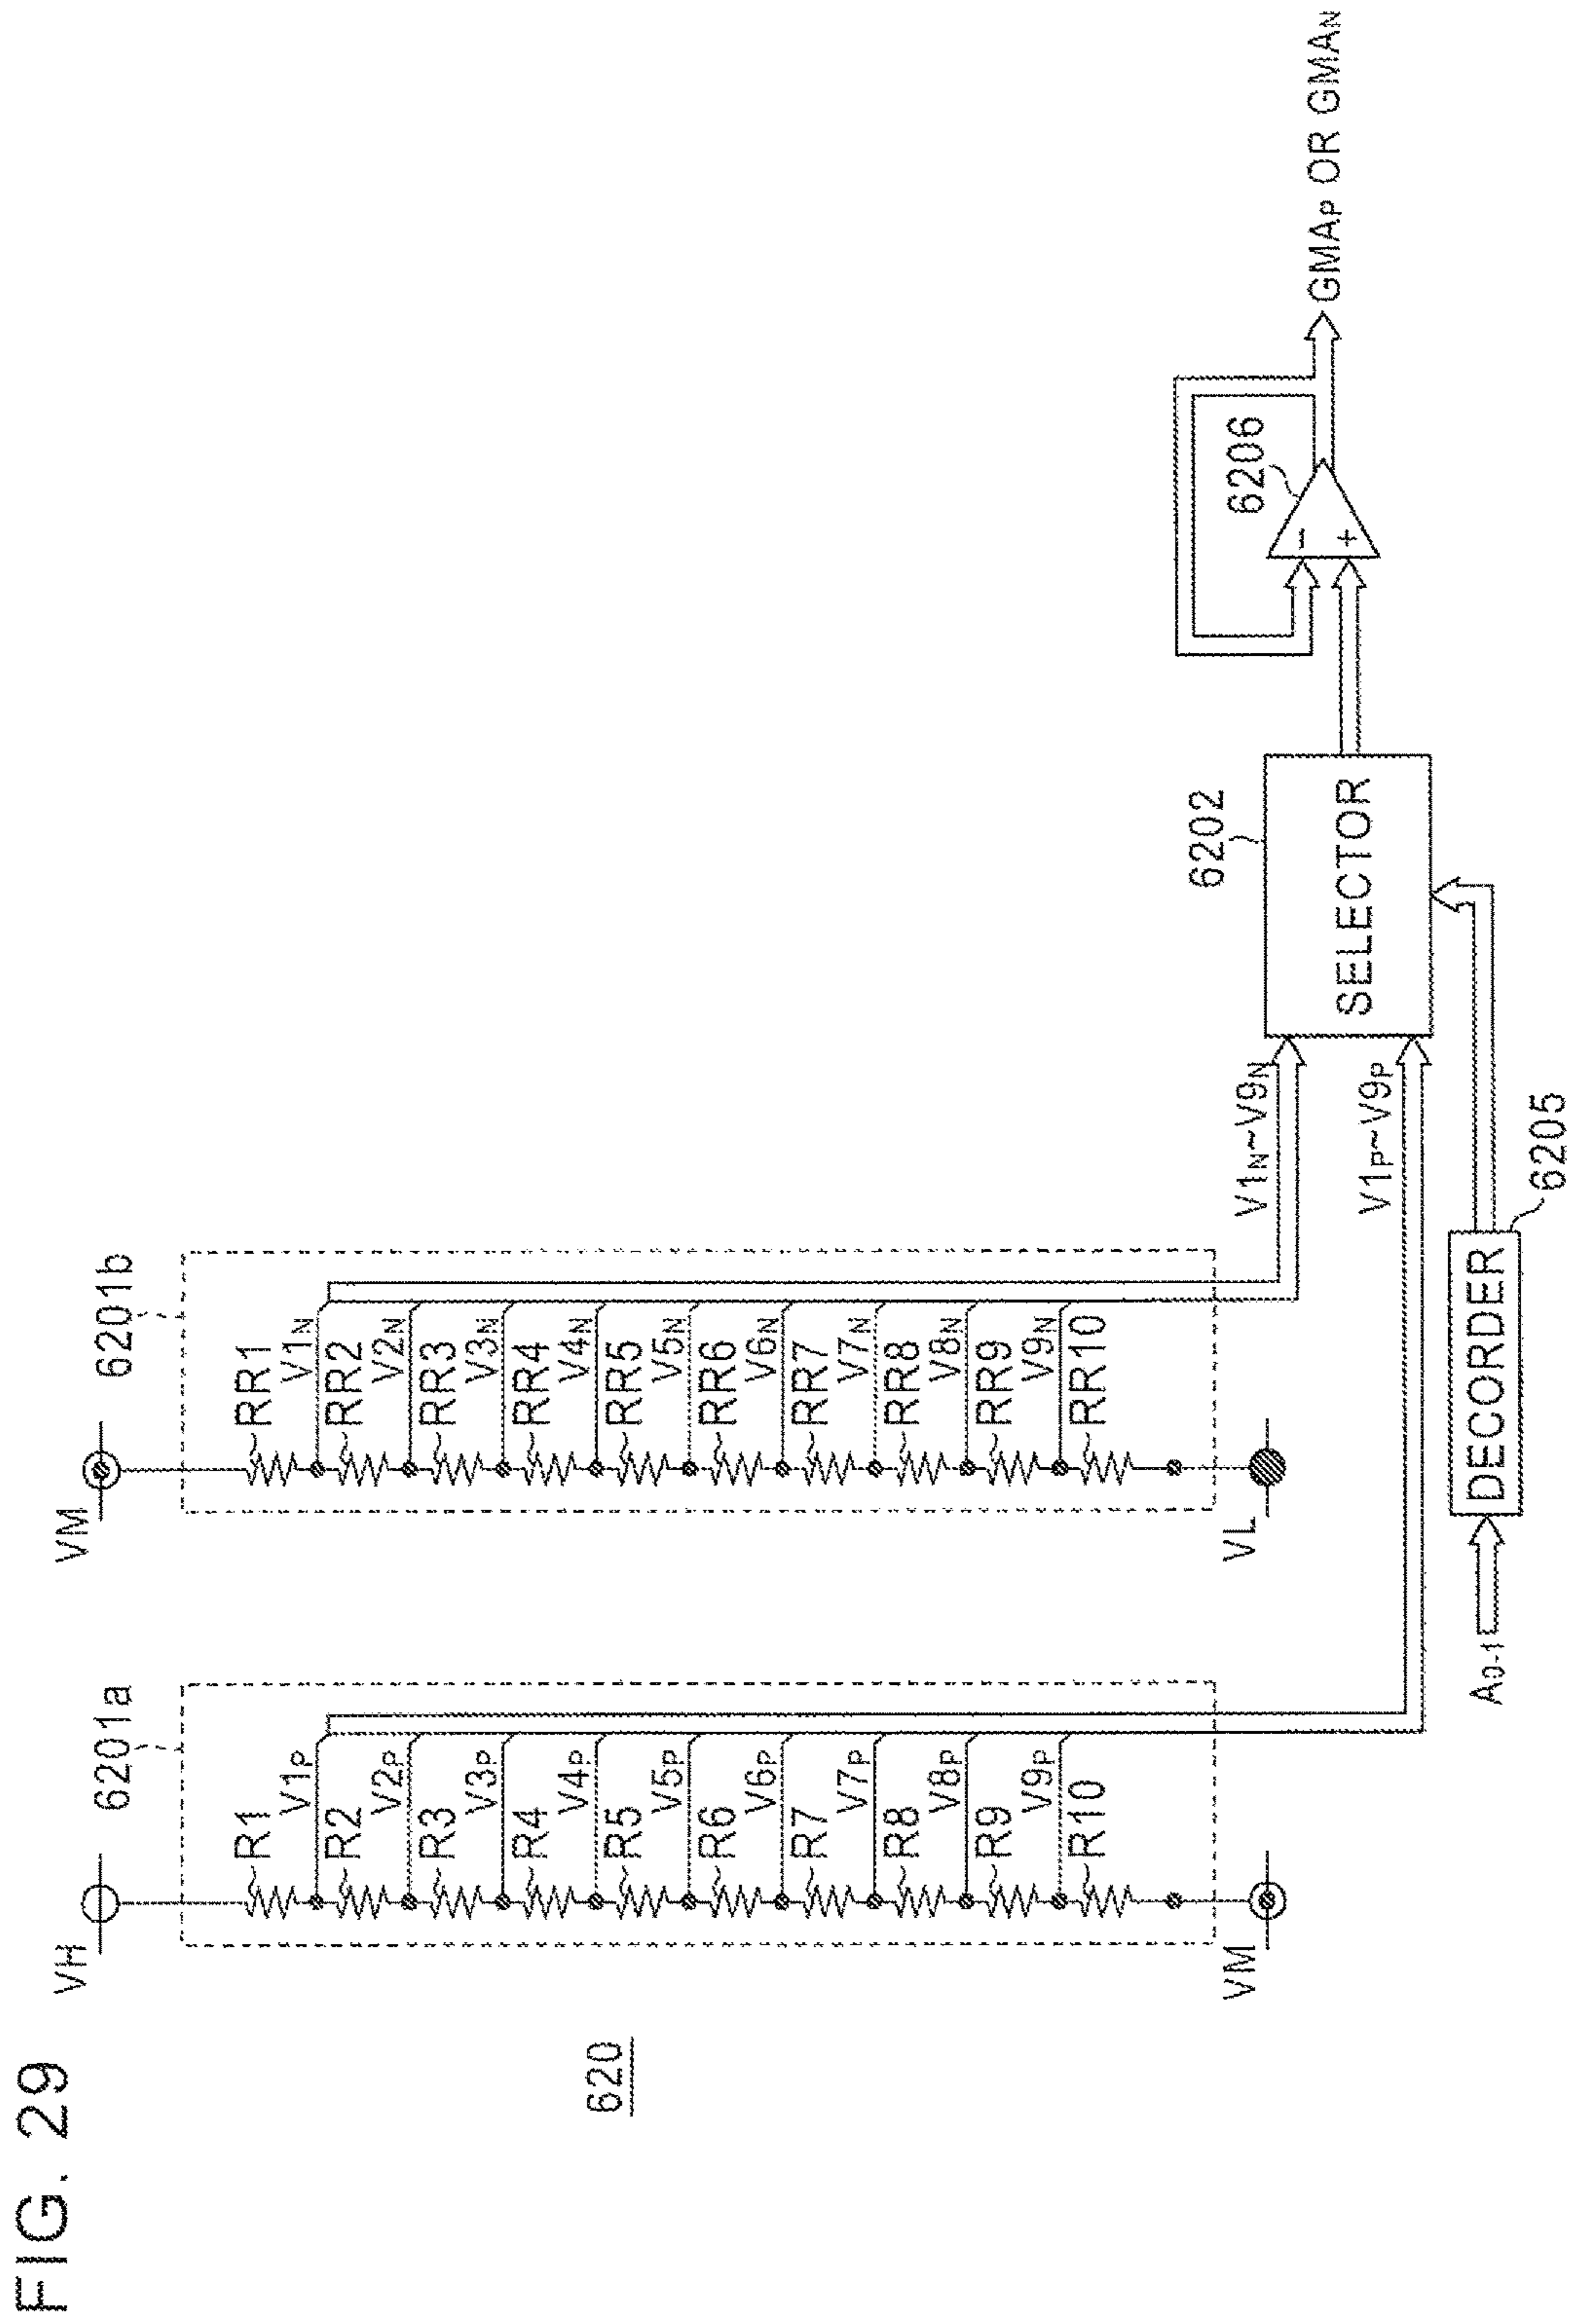 FIG. 29
620
VH
6201a
R1
V1P
R2
V2P
R3
V3P
R4
V4P
R5
V5P
R6
V6P
R7
V7P
R8
V8P
R9
V9P
R10
VM
VM
6201b
RR1
V1N
RR2
V2N
RR3
V3N
RR4
V4N
RR5
V5N
RR6
V6N
RR7
V7N
RR8
V8N
RR9
V9N
RR10
VL
V1N~V9N
V1P~V9P
A0-1
DECORDER
6205
6202
SELECTOR
6206
−
+
GMAP OR GMAN